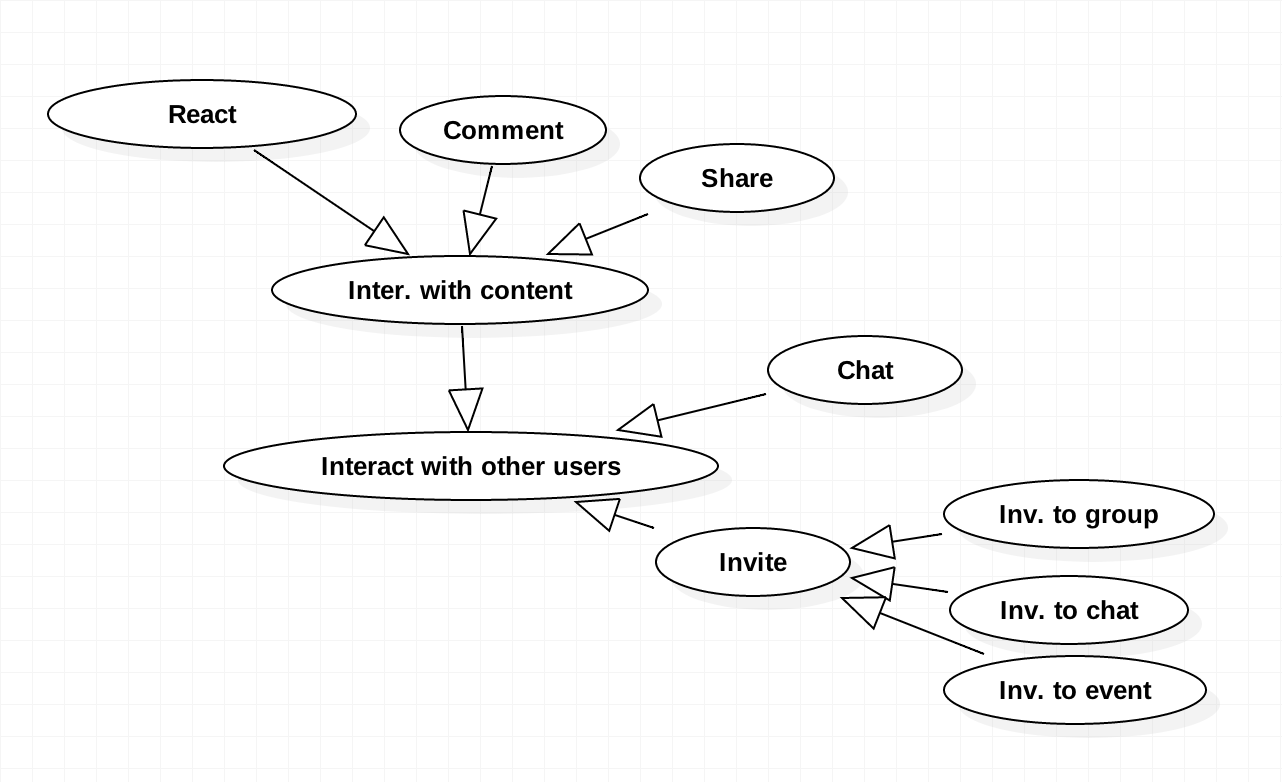 React
Comment
Share
Inter. with content
Chat
Interact with other users
Inv. to group
Invite
Inv. to chat
Inv. to event